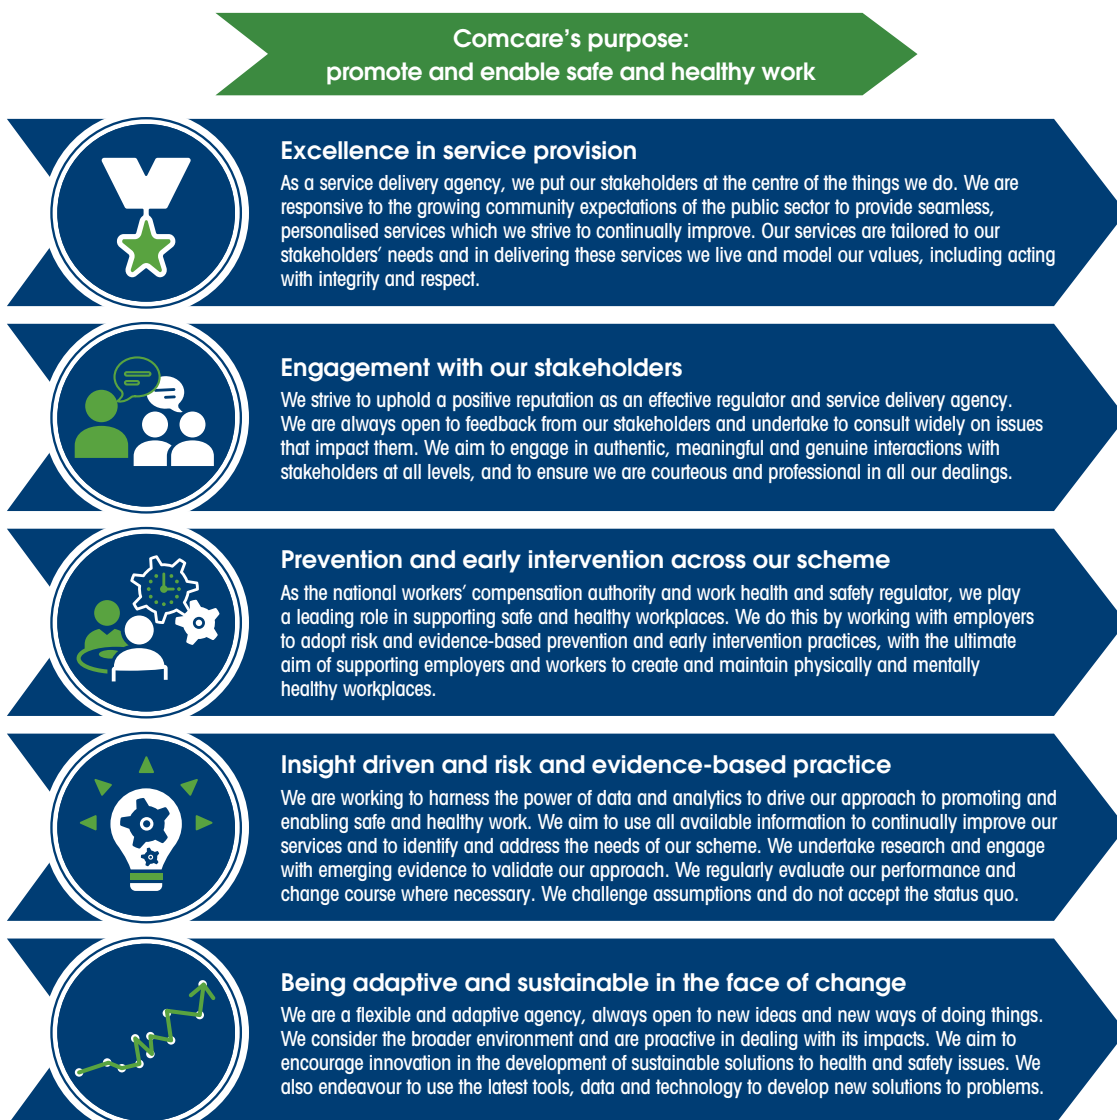 Comcare's purpose:
promote and enable safe and healthy work
Excellence in service provision
As a service delivery agency, we put our stakeholders at the centre of the things we do. We are
responsive to the growing community expectations of the public sector to provide seamless,
personalised services which we strive to continually improve. Our services are tailored to our
stakeholders' needs and in delivering these services we live and model our values, including acting
with integrity and respect.
Engagement with our stakeholders
We strive to uphold a positive reputation as an effective regulator and service delivery agency.
We are always open to feedback from our stakeholders and undertake to consult widely on issues
that impact them. We aim to engage in authentic, meaningful and genuine interactions with
stakeholders at all levels, and to ensure we are courteous and professional in all our dealings.
Prevention and early intervention across our scheme
As the national workers' compensation authority and work health and safety regulator, we play
a leading role in supporting safe and healthy workplaces. We do this by working with employers
to adopt risk and evidence-based prevention and early intervention practices, with the ultimate
aim of supporting employers and workers to create and maintain physically and mentally
healthy workplaces.
Insight driven and risk and evidence-based practice
We are working to harness the power of data and analytics to drive our approach to promoting and
enabling safe and healthy work. We aim to use all available information to continually improve our
services and to identify and address the needs of our scheme. We undertake research and engage
with emerging evidence to validate our approach. We regularly evaluate our performance and
change course where necessary. We challenge assumptions and do not accept the status quo.
Being adaptive and sustainable in the face of change
We are a flexible and adaptive agency, always open to new ideas and new ways of doing things.
We consider the broader environment and are proactive in dealing with its impacts. We aim to
encourage innovation in the development of sustainable solutions to health and safety issues. We
also endeavour to use the latest tools, data and technology to develop new solutions to problems.